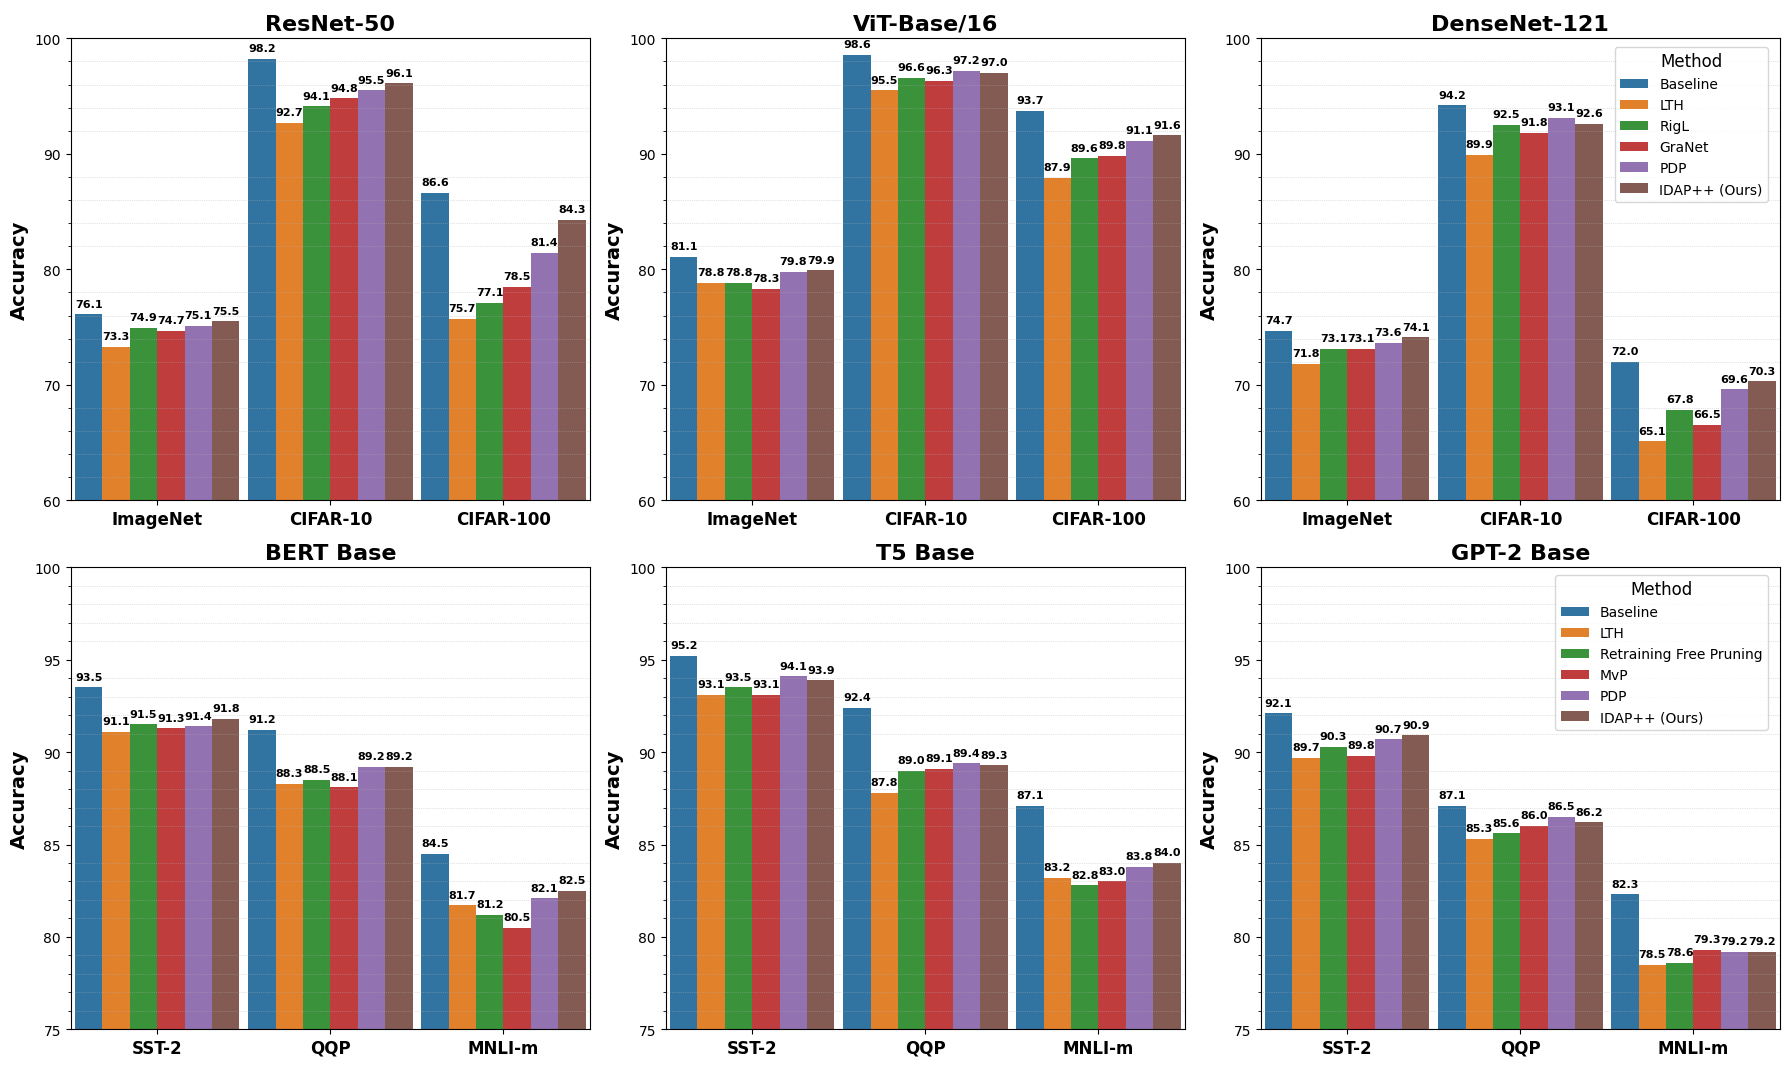 ResNet-50
Accuracy
100
90
80
70
60
76.1 73.3 74.9 74.7 75.1 75.5
98.2 92.7 94.1 94.8 95.5 96.1
86.6 75.7 77.1 78.5 81.4 84.3
ImageNet CIFAR-10 CIFAR-100
ViT-Base/16
Accuracy
100
90
80
70
60
81.1 78.8 78.8 78.3 79.8 79.9
98.6 95.5 96.6 96.3 97.2 97.0
93.7 87.9 89.6 89.8 91.1 91.6
ImageNet CIFAR-10 CIFAR-100
DenseNet-121
Accuracy
100
90
80
70
60
74.7 71.8 73.1 73.1 73.6 74.1
94.2 89.9 92.5 91.8 93.1 92.6
72.0 65.1 67.8 66.5 69.6 70.3
ImageNet CIFAR-10 CIFAR-100
Method
Baseline
LTH
RigL
GraNet
PDP
IDAP++ (Ours)
BERT Base
Accuracy
100
95
90
85
80
75
93.5 91.1 91.5 91.3 91.4 91.8
91.2 88.3 88.5 88.1 89.2 89.2
84.5 81.7 81.2 80.5 82.1 82.5
SST-2 QQP MNLI-m
T5 Base
Accuracy
100
95
90
85
80
75
95.2 93.1 93.5 93.1 94.1 93.9
92.4 87.8 89.0 89.1 89.4 89.3
87.1 83.2 82.8 83.0 83.8 84.0
SST-2 QQP MNLI-m
GPT-2 Base
Accuracy
100
95
90
85
80
75
92.1 89.7 90.3 89.8 90.7 90.9
87.1 85.3 85.6 86.0 86.5 86.2
82.3 78.5 78.6 79.3 79.2 79.2
SST-2 QQP MNLI-m
Method
Baseline
LTH
Retraining Free Pruning
MvP
PDP
IDAP++ (Ours)